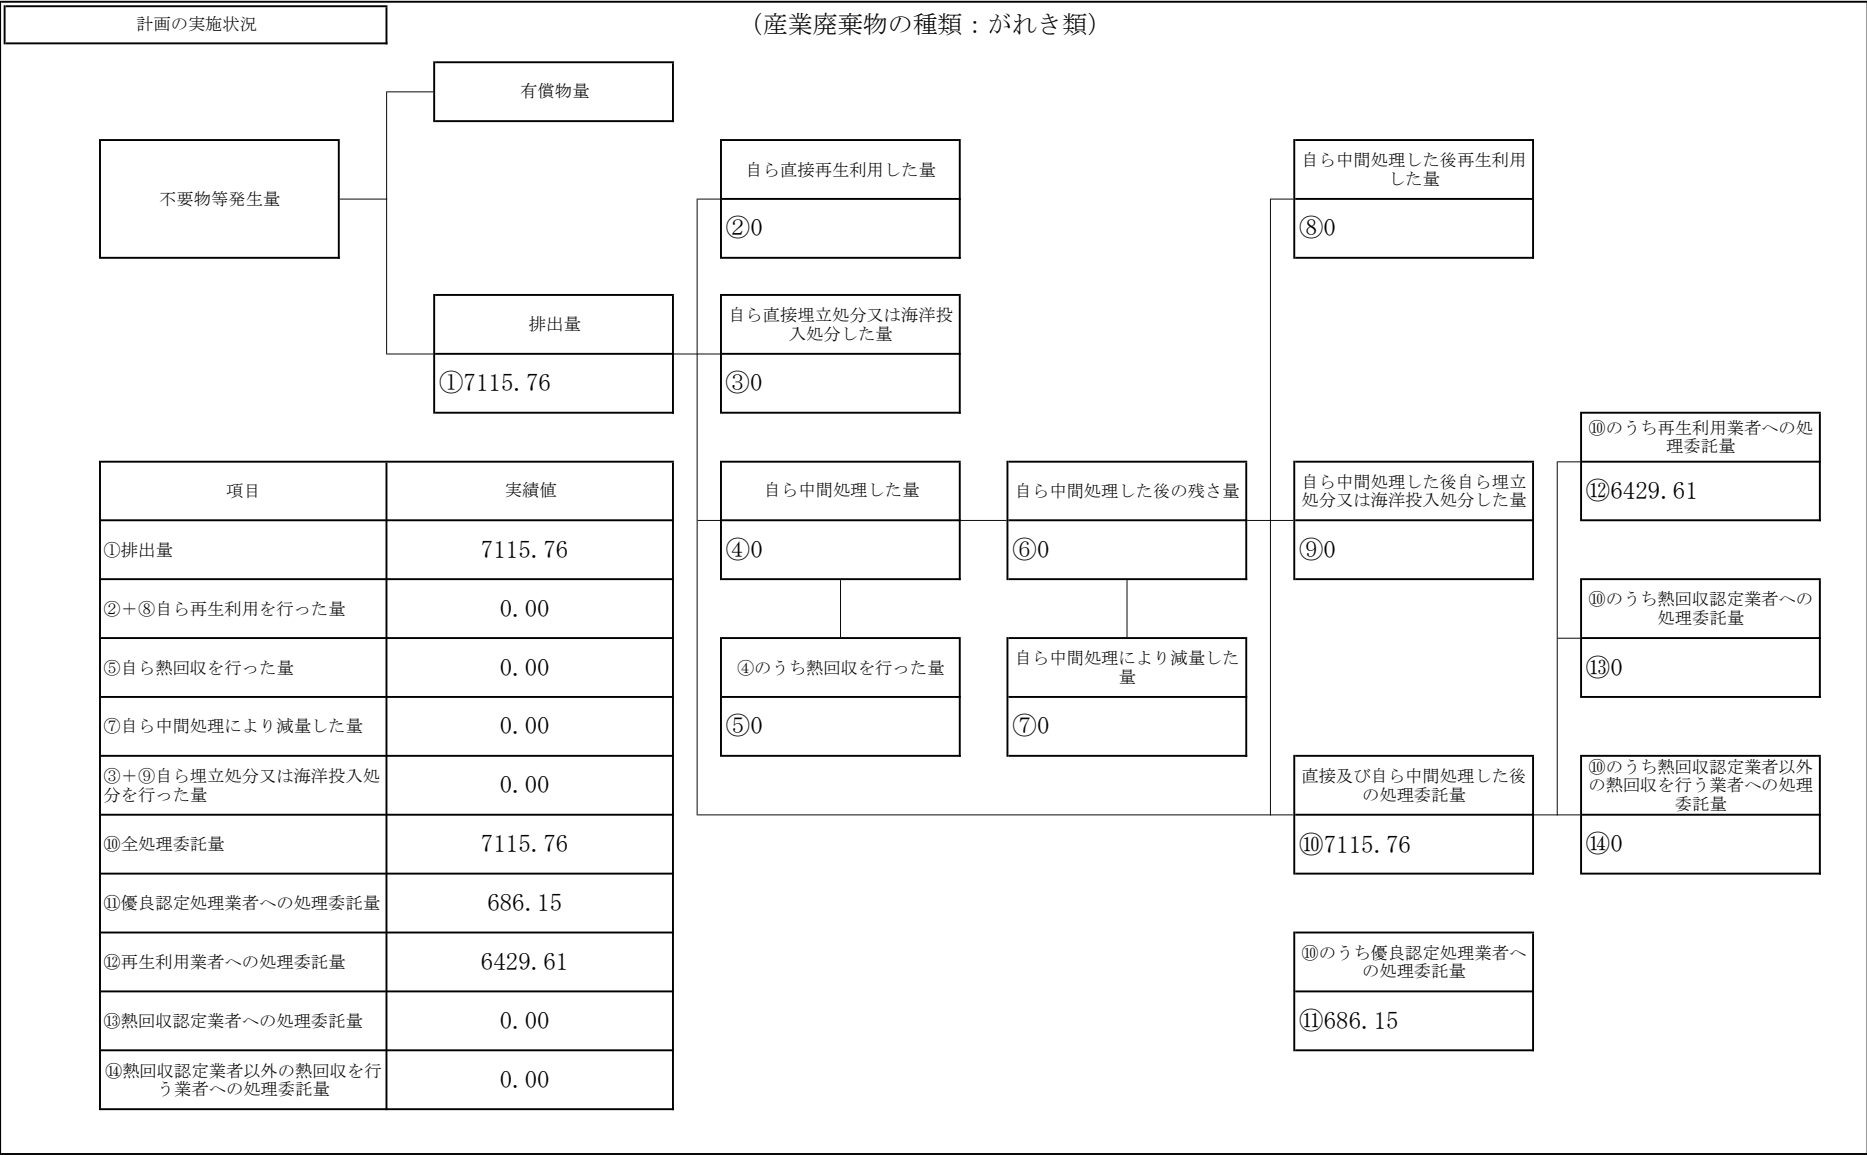 計画の実施状況
（産業廃棄物の種類：がれき類）
有償物量
不要物等発生量
自ら直接再生利用した量
②0
自ら中間処理した後再生利用
した量
⑧0
排出量
①7115.76
自ら直接埋立処分又は海洋投
入処分した量
③0
⑩のうち再生利用業者への処
理委託量
⑫6429.61
自ら中間処理した量
④0
自ら中間処理した後の残さ量
⑥0
自ら中間処理した後自ら埋立
処分又は海洋投入処分した量
⑨0
⑩のうち熱回収認定業者への
処理委託量
⑬0
④のうち熱回収を行った量
⑤0
自ら中間処理により減量した
量
⑦0
直接及び自ら中間処理した後
の処理委託量
⑩7115.76
⑩のうち熱回収認定業者以外
の熱回収を行う業者への処理
委託量
⑭0
⑩のうち優良認定処理業者へ
の処理委託量
⑪686.15
項目 実績値
①排出量 7115.76
②＋⑧自ら再生利用を行った量 0.00
⑤自ら熱回収を行った量 0.00
⑦自ら中間処理により減量した量 0.00
③＋⑨自ら埋立処分又は海洋投入処
分を行った量 0.00
⑩全処理委託量 7115.76
⑪優良認定処理業者への処理委託量 686.15
⑫再生利用業者への処理委託量 6429.61
⑬熱回収認定業者への処理委託量 0.00
⑭熱回収認定業者以外の熱回収を行
う業者への処理委託量 0.00